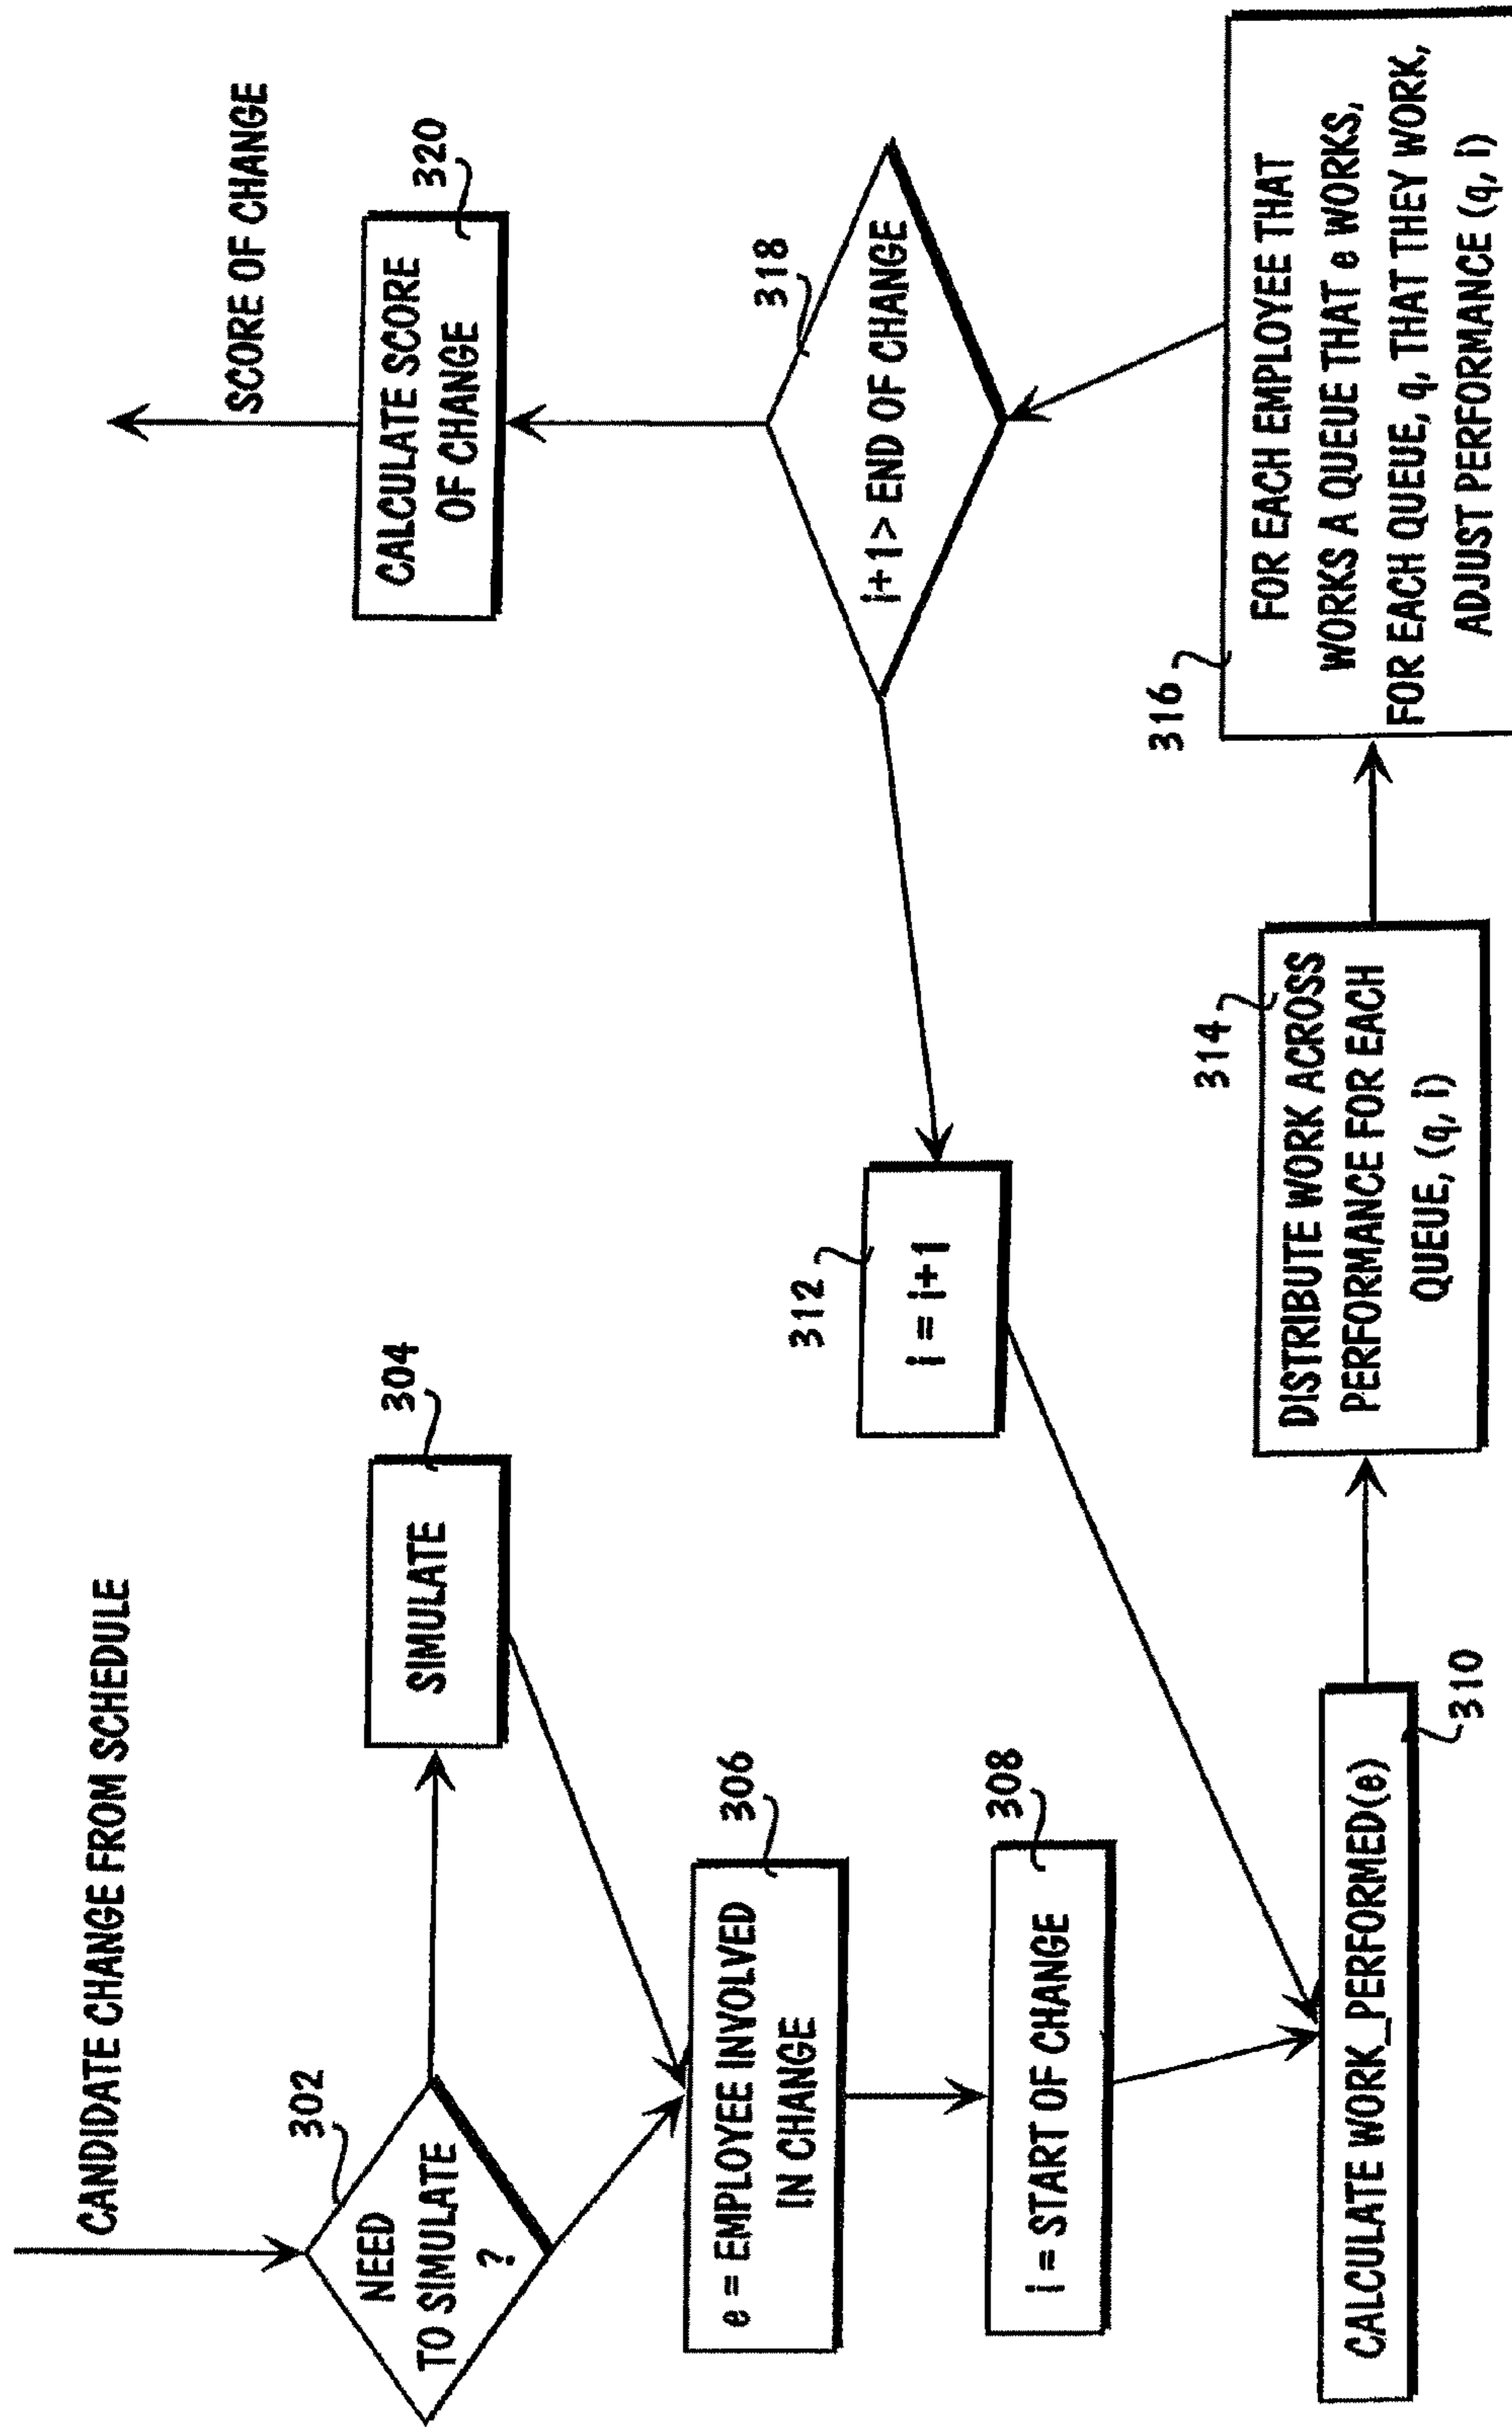 CANDIDATE CHANGE FROM SCHEDULE
302
NEED
TO SIMULATE
?
304
SIMULATE
306
e = EMPLOYEE INVOLVED
IN CHANGE
308
i = START OF CHANGE
CALCULATE WORK_PERFORMED(e)
310
312
i = i+1
314
DISTRIBUTE WORK ACROSS
PERFORMANCE FOR EACH
QUEUE, (q, i)
316
FOR EACH EMPLOYEE THAT
WORKS A QUEUE THAT e WORKS,
FOR EACH QUEUE, q, THAT THEY WORK,
ADJUST PERFORMANCE (q, i)
318
i+1> END OF CHANGE
320
CALCULATE SCORE
OF CHANGE
SCORE OF CHANGE